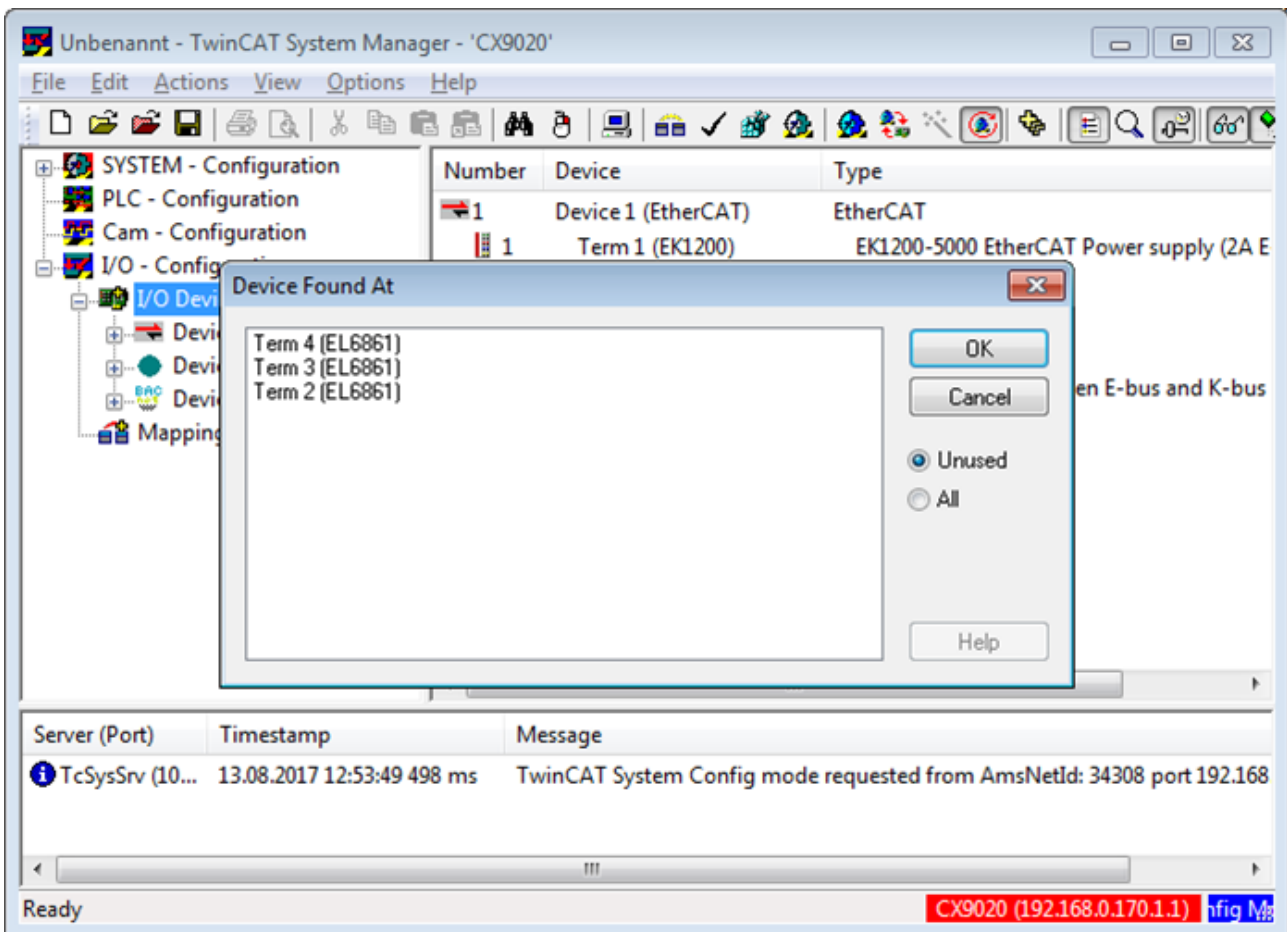 Unbenannt - TwinCAT System Manager - 'CX9020'
File Edit Actions View Options Help
SYSTEM - Configuration
PLC - Configuration
Cam - Configuration
I/O - Config
I/O Devi
Devi
Devi
Devi
Mapping
Number Device Type
1 Device 1 (EtherCAT) EtherCAT
1 Term 1 (EK1200) EK1200-5000 EtherCAT Power supply (2A E
en E-bus and K-bus
Device Found At
Term 4 (EL6861)
Term 3 (EL6861)
Term 2 (EL6861)
OK
Cancel
Unused
All
Help
Server (Port) Timestamp Message
TcSysSrv (10... 13.08.2017 12:53:49 498 ms TwinCAT System Config mode requested from AmsNetId: 34308 port 192.168
Ready CX9020 (192.168.0.170.1.1)